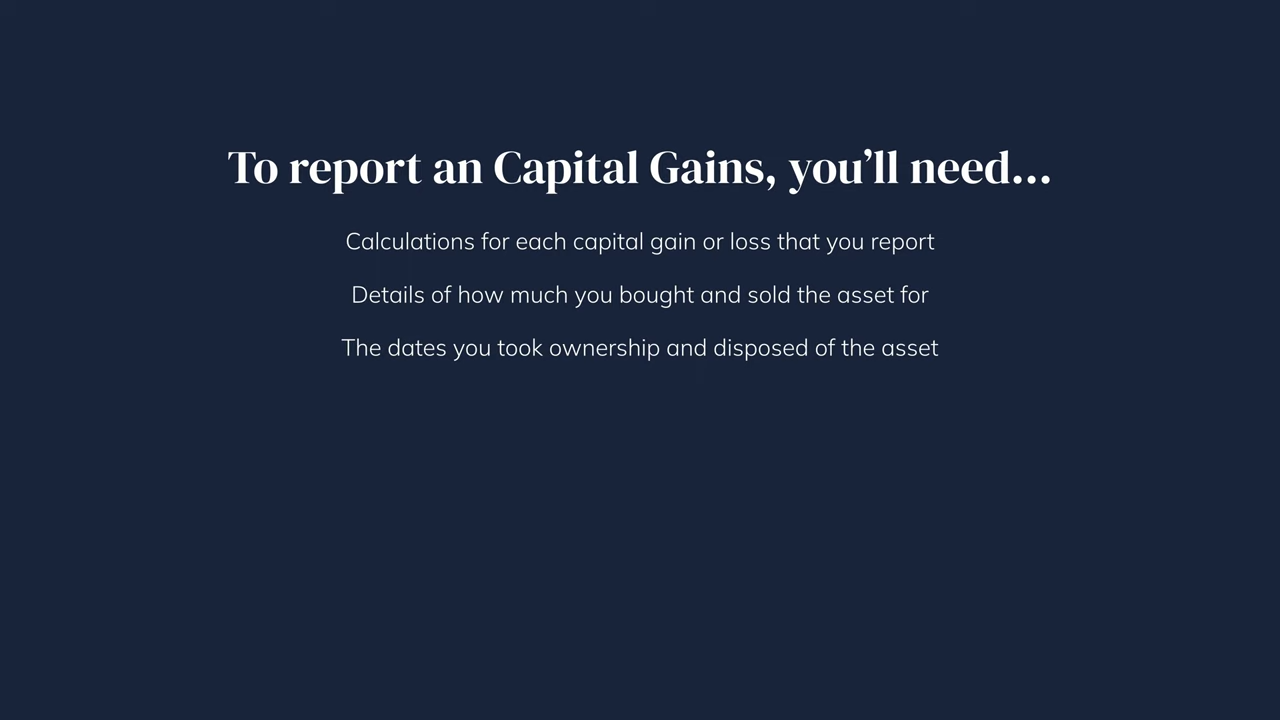 To report an Capital Gains, you’ll need...
Calculations for each capital gain or loss that you report
Details of how much you bought and sold the asset for
The dates you took ownership and disposed of the asset